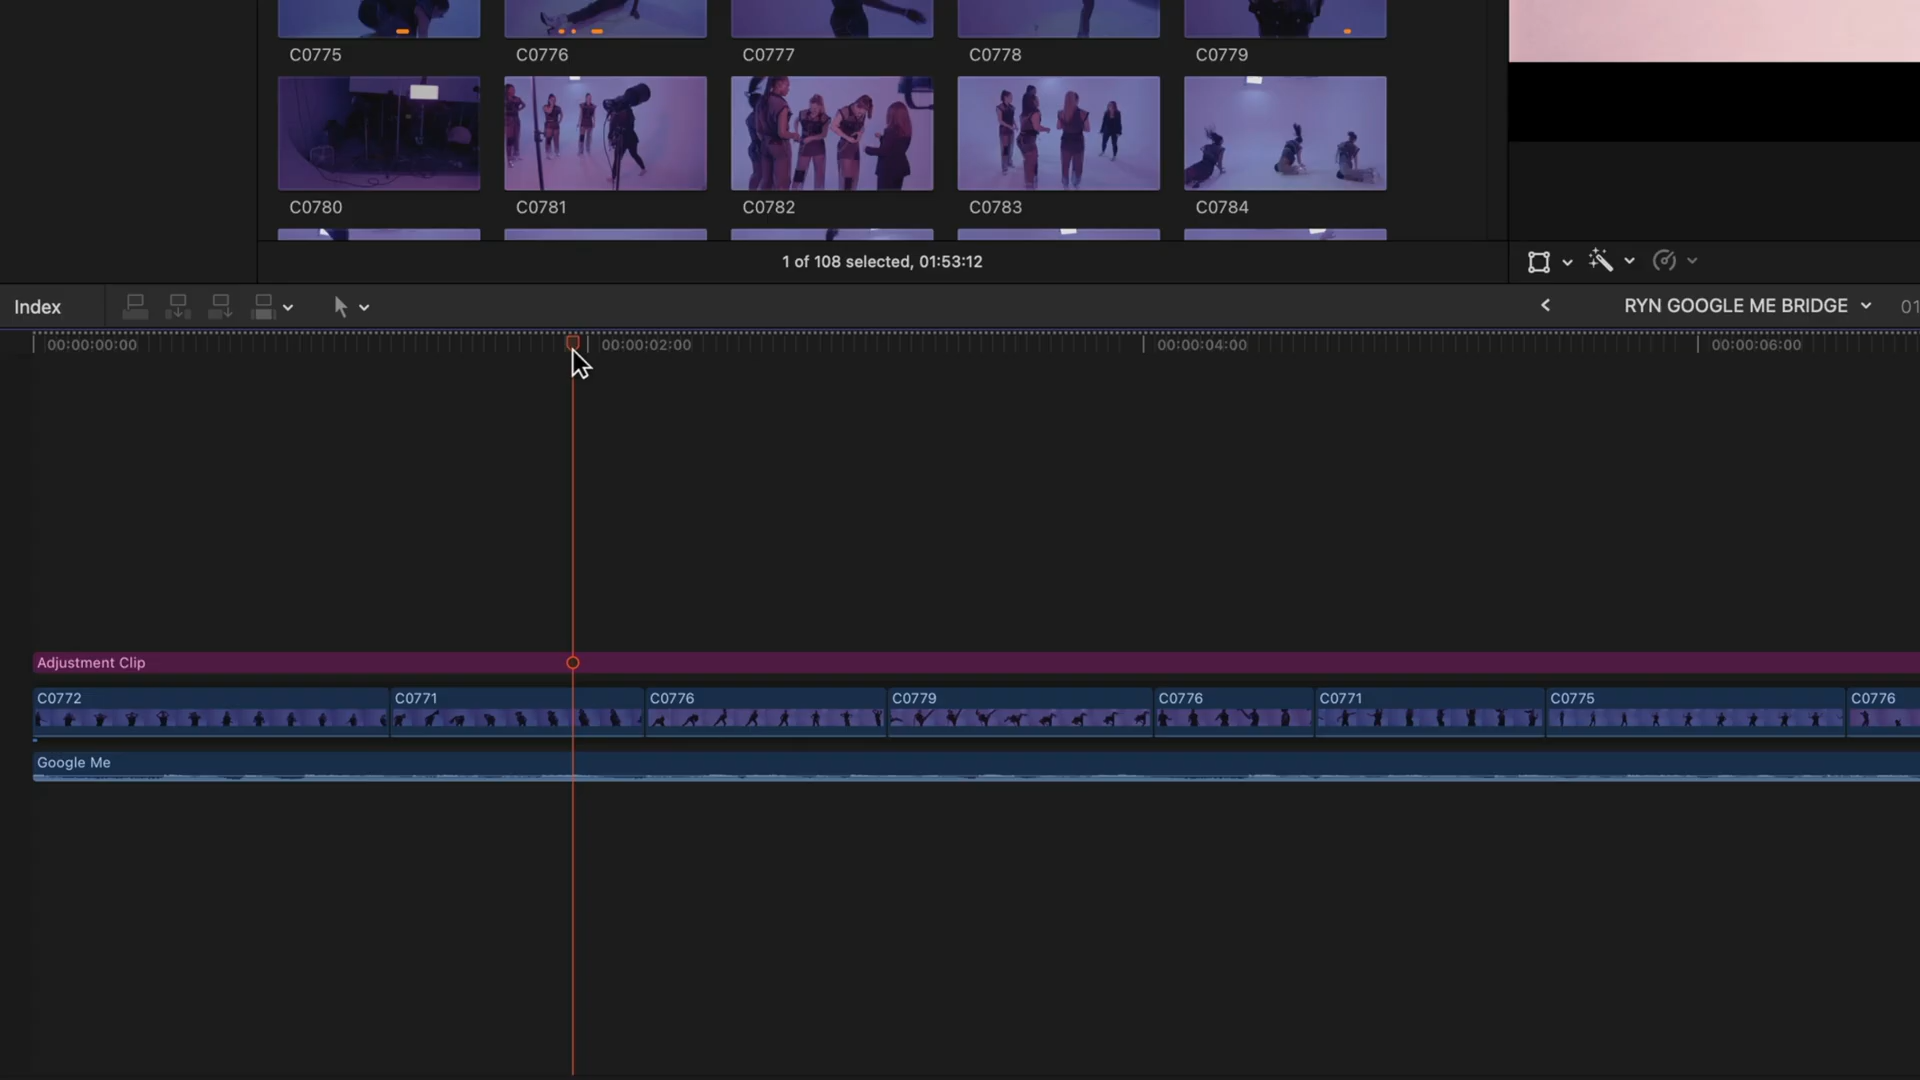 C0775 C0776 C0777 C0778 C0779
C0780 C0781 C0782 C0783 C0784
1 of 108 selected, 01:53:12
Index RYN GOOGLE ME BRIDGE 01
00:00:00:00 00:00:02:00 00:00:04:00 00:00:06:00
Adjustment Clip
C0772 C0771 C0776 C0779 C0776 C0771 C0775 C0776
Google Me